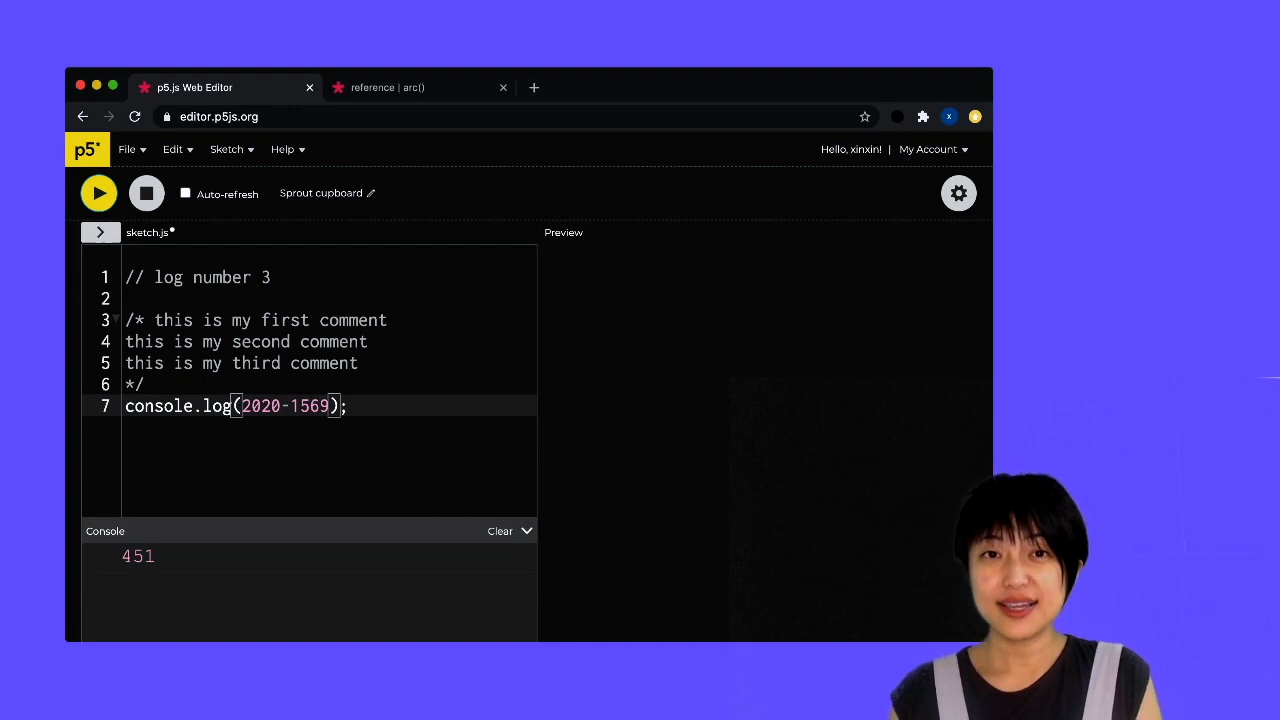 p5.js Web Editor
reference | arc()
editor.p5js.org
x
p5*
File Edit Sketch Help
Hello, xinxin! | My Account
Auto-refresh
Sprout cupboard
sketch.js
Preview
1 // log number 3
2
3 /* this is my first comment
4 this is my second comment
5 this is my third comment
6 */
7 console.log(2020-1569);
Console
Clear
451